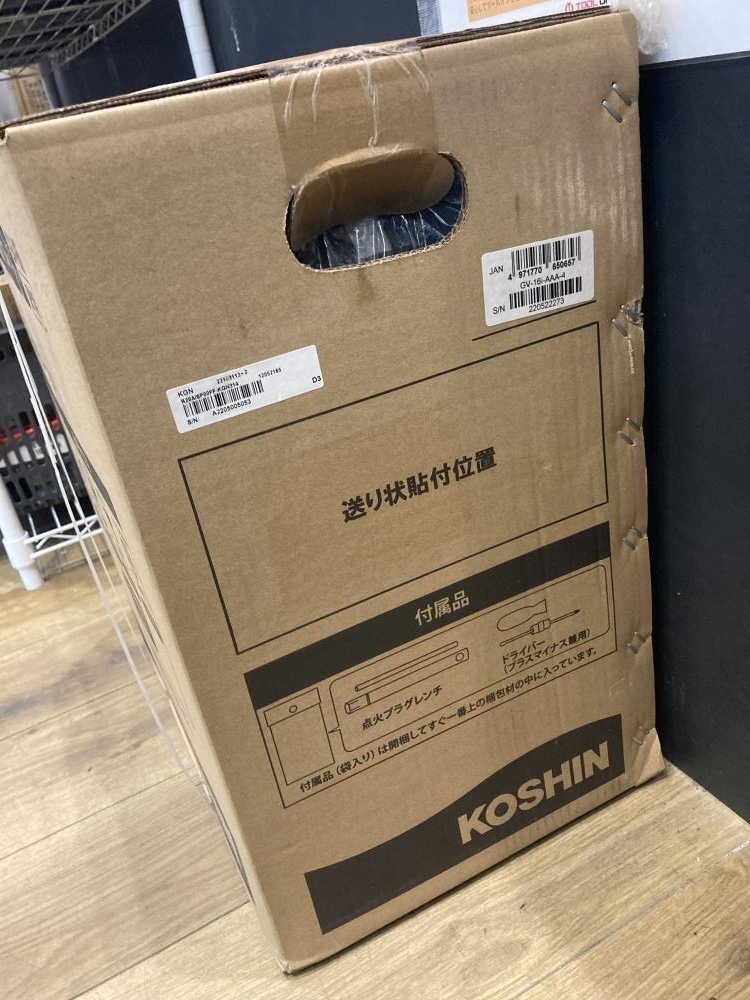 JAN
4 971770 650657
GV-16i-AAA-4
S/N
220522273
KGN
D3
S/N
A2205005053
送り状貼付位置
付属品
点火プラグレンチ
ドライバー
(プラスマイナス兼用)
付属品(袋入り)は開梱してすぐ一番上の梱包材の中に入っています。
KOSHIN